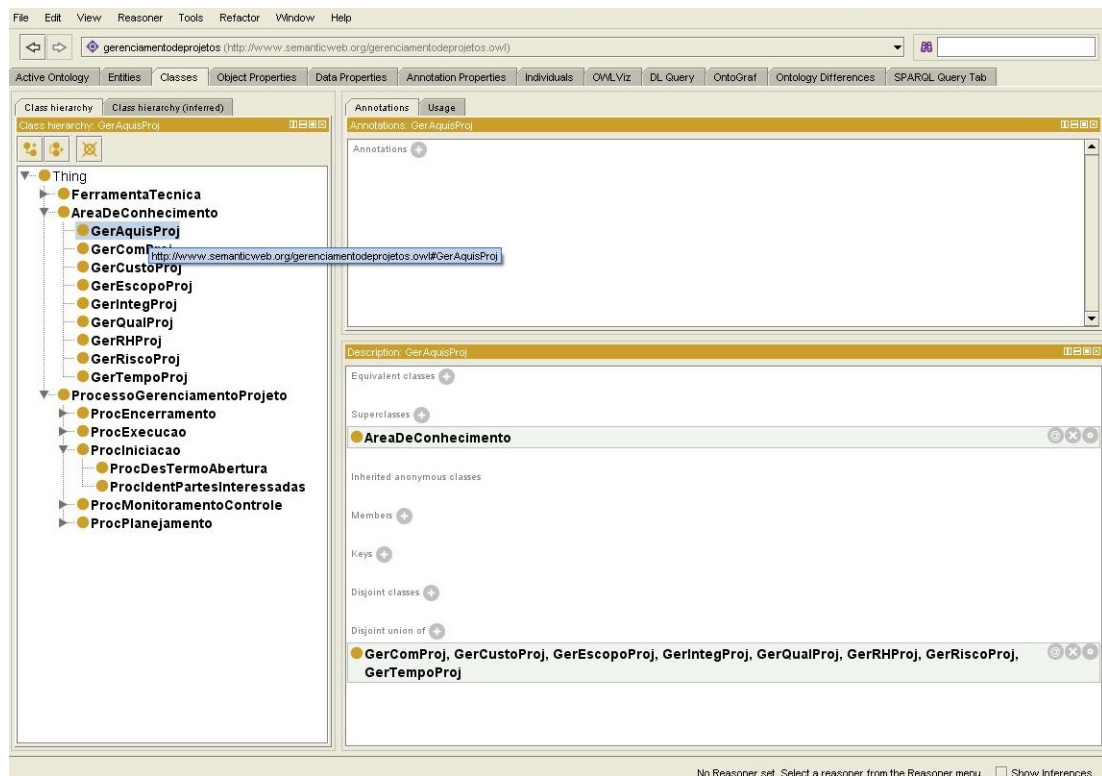 File Edit View Reasoner Tools Refactor Window Help
gerenciamentodeprojetos (http://www.semanticweb.org/gerenciamentodeprojetos.owl)
Active Ontology Entities Classes Object Properties Data Properties Annotation Properties Individuals OWLViz DL Query OntoGraf Ontology Differences SPARQL Query Tab
Class hierarchy Class hierarchy (inferred)
Class hierarchy: GerAquisProj
Thing
FerramentaTecnica
AreaDeConhecimento
GerAquisProj
GerComProj
http://www.semanticweb.org/gerenciamentodeprojetos.owl#GerAquisProj
GerCustoProj
GerEscopoProj
GerIntegProj
GerQualProj
GerRHProj
GerRiscoProj
GerTempoProj
ProcessoGerenciamentoProjeto
ProcEncerramento
ProcExecucao
ProcIniciacao
ProcDesTermoAbertura
ProcIdentPartesInteressadas
ProcMonitoramentoControle
ProcPlanejamento
Annotations Usage
Annotations: GerAquisProj
Annotations
Description: GerAquisProj
Equivalent classes
Superclasses
AreaDeConhecimento
Inherited anonymous classes
Members
Keys
Disjoint classes
Disjoint union of
GerComProj, GerCustoProj, GerEscopoProj, GerIntegProj, GerQualProj, GerRHProj, GerRiscoProj,
GerTempoProj
No Reasoner set. Select a reasoner from the Reasoner menu Show Inferences